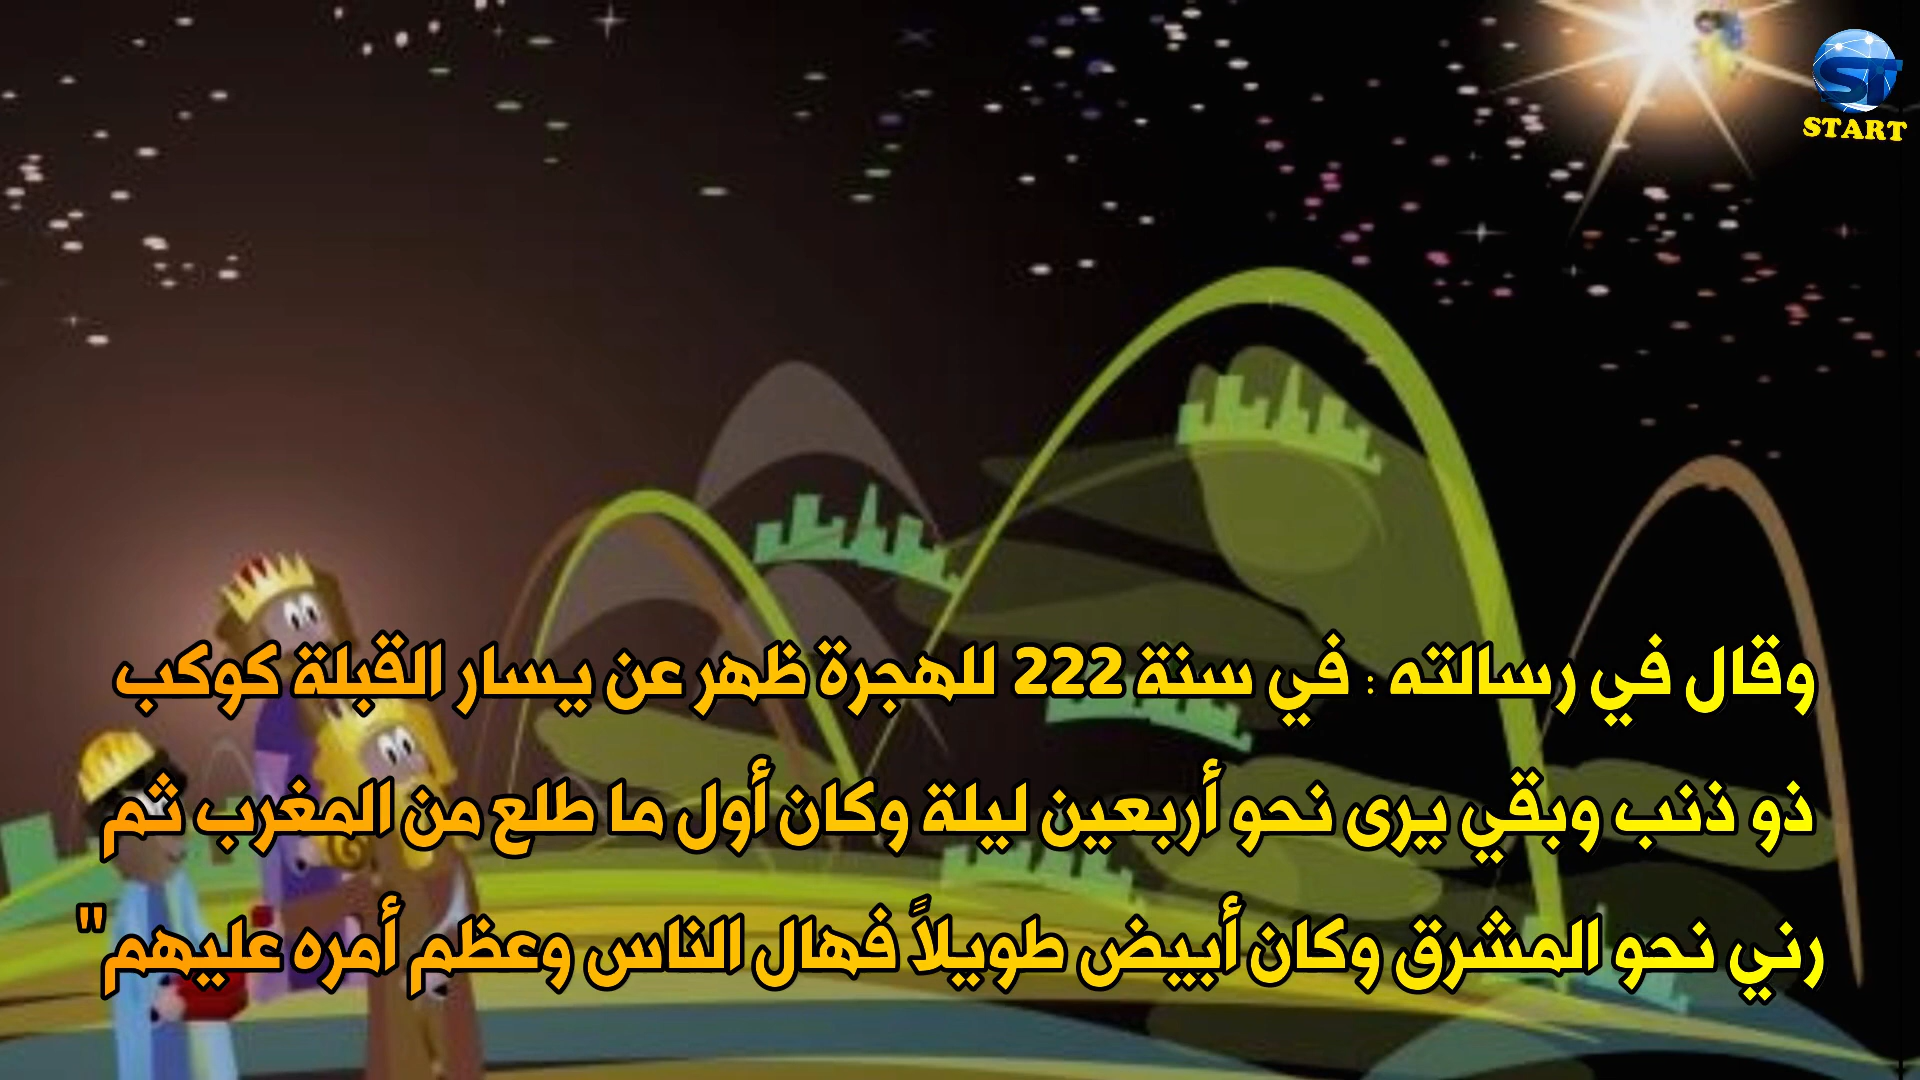 ST
START
وقال في رسالته : في سنة 222 للهجرة ظهر عن يسار القبلة كوكب
ذو ذنب وبقي يرى نحو أربعين ليلة وكان أول ما طلع من المغرب ثم
رني نحو المشرق وكان أبيض طويلاً فهال الناس وعظم أمره عليهم"